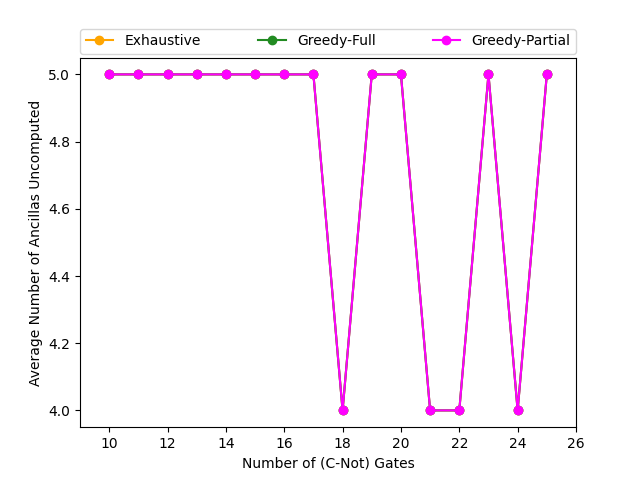 Exhaustive Greedy-Full Greedy-Partial
5.0
4.8
4.6
4.4
4.2
4.0
Average Number of Ancillas Uncomputed
10 12 14 16 18 20 22 24 26
Number of (C-Not) Gates